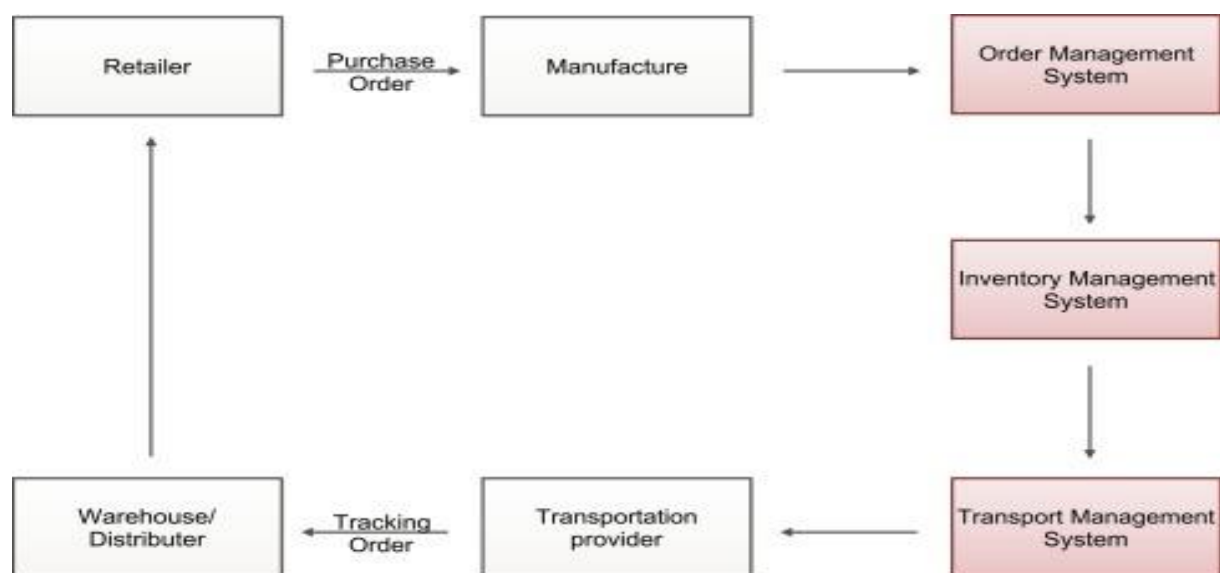 Retailer
Purchase
Order
Manufacture
Order Management
System
Inventory Management
System
Warehouse/
Distributer
Tracking
Order
Transportation
provider
Transport Management
System